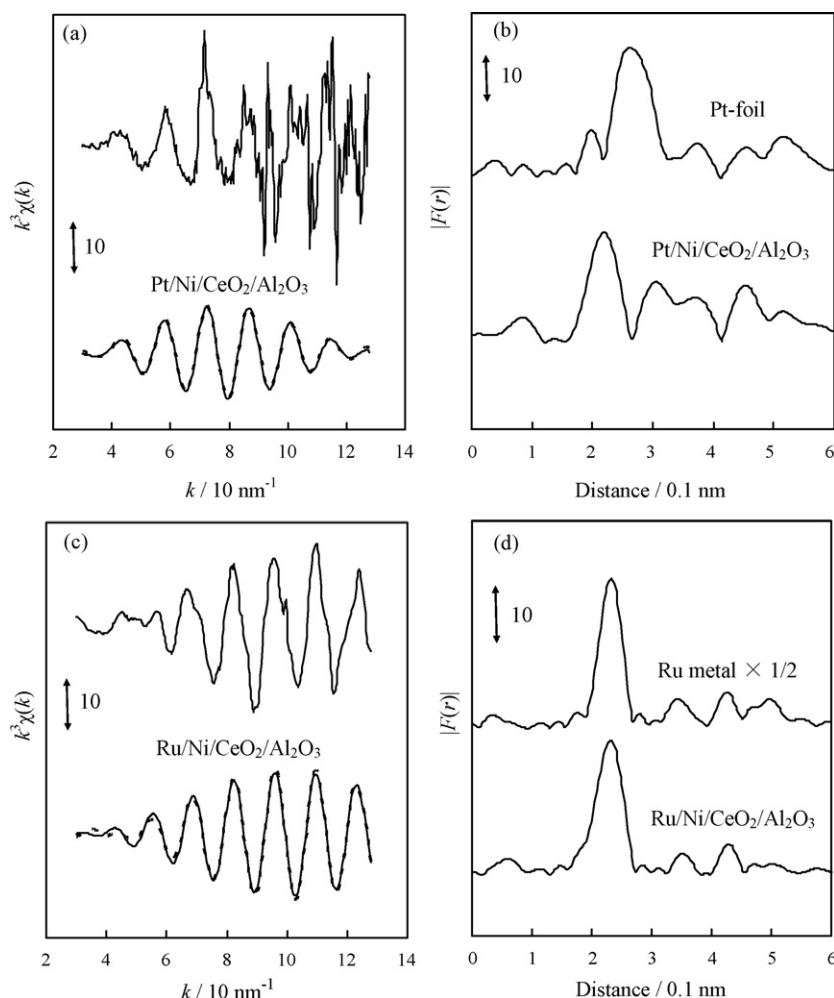 (a)
k³χ(k)
10
Pt/Ni/CeO₂/Al₂O₃
2 4 6 8 10 12 14
k / 10 nm⁻¹
(b)
10
Pt-foil
|F(r)|
Pt/Ni/CeO₂/Al₂O₃
0 1 2 3 4 5 6
Distance / 0.1 nm
(c)
k³χ(k)
10
Ru/Ni/CeO₂/Al₂O₃
2 4 6 8 10 12 14
k / 10 nm⁻¹
(d)
10
Ru metal × 1/2
|F(r)|
Ru/Ni/CeO₂/Al₂O₃
0 1 2 3 4 5 6
Distance / 0.1 nm